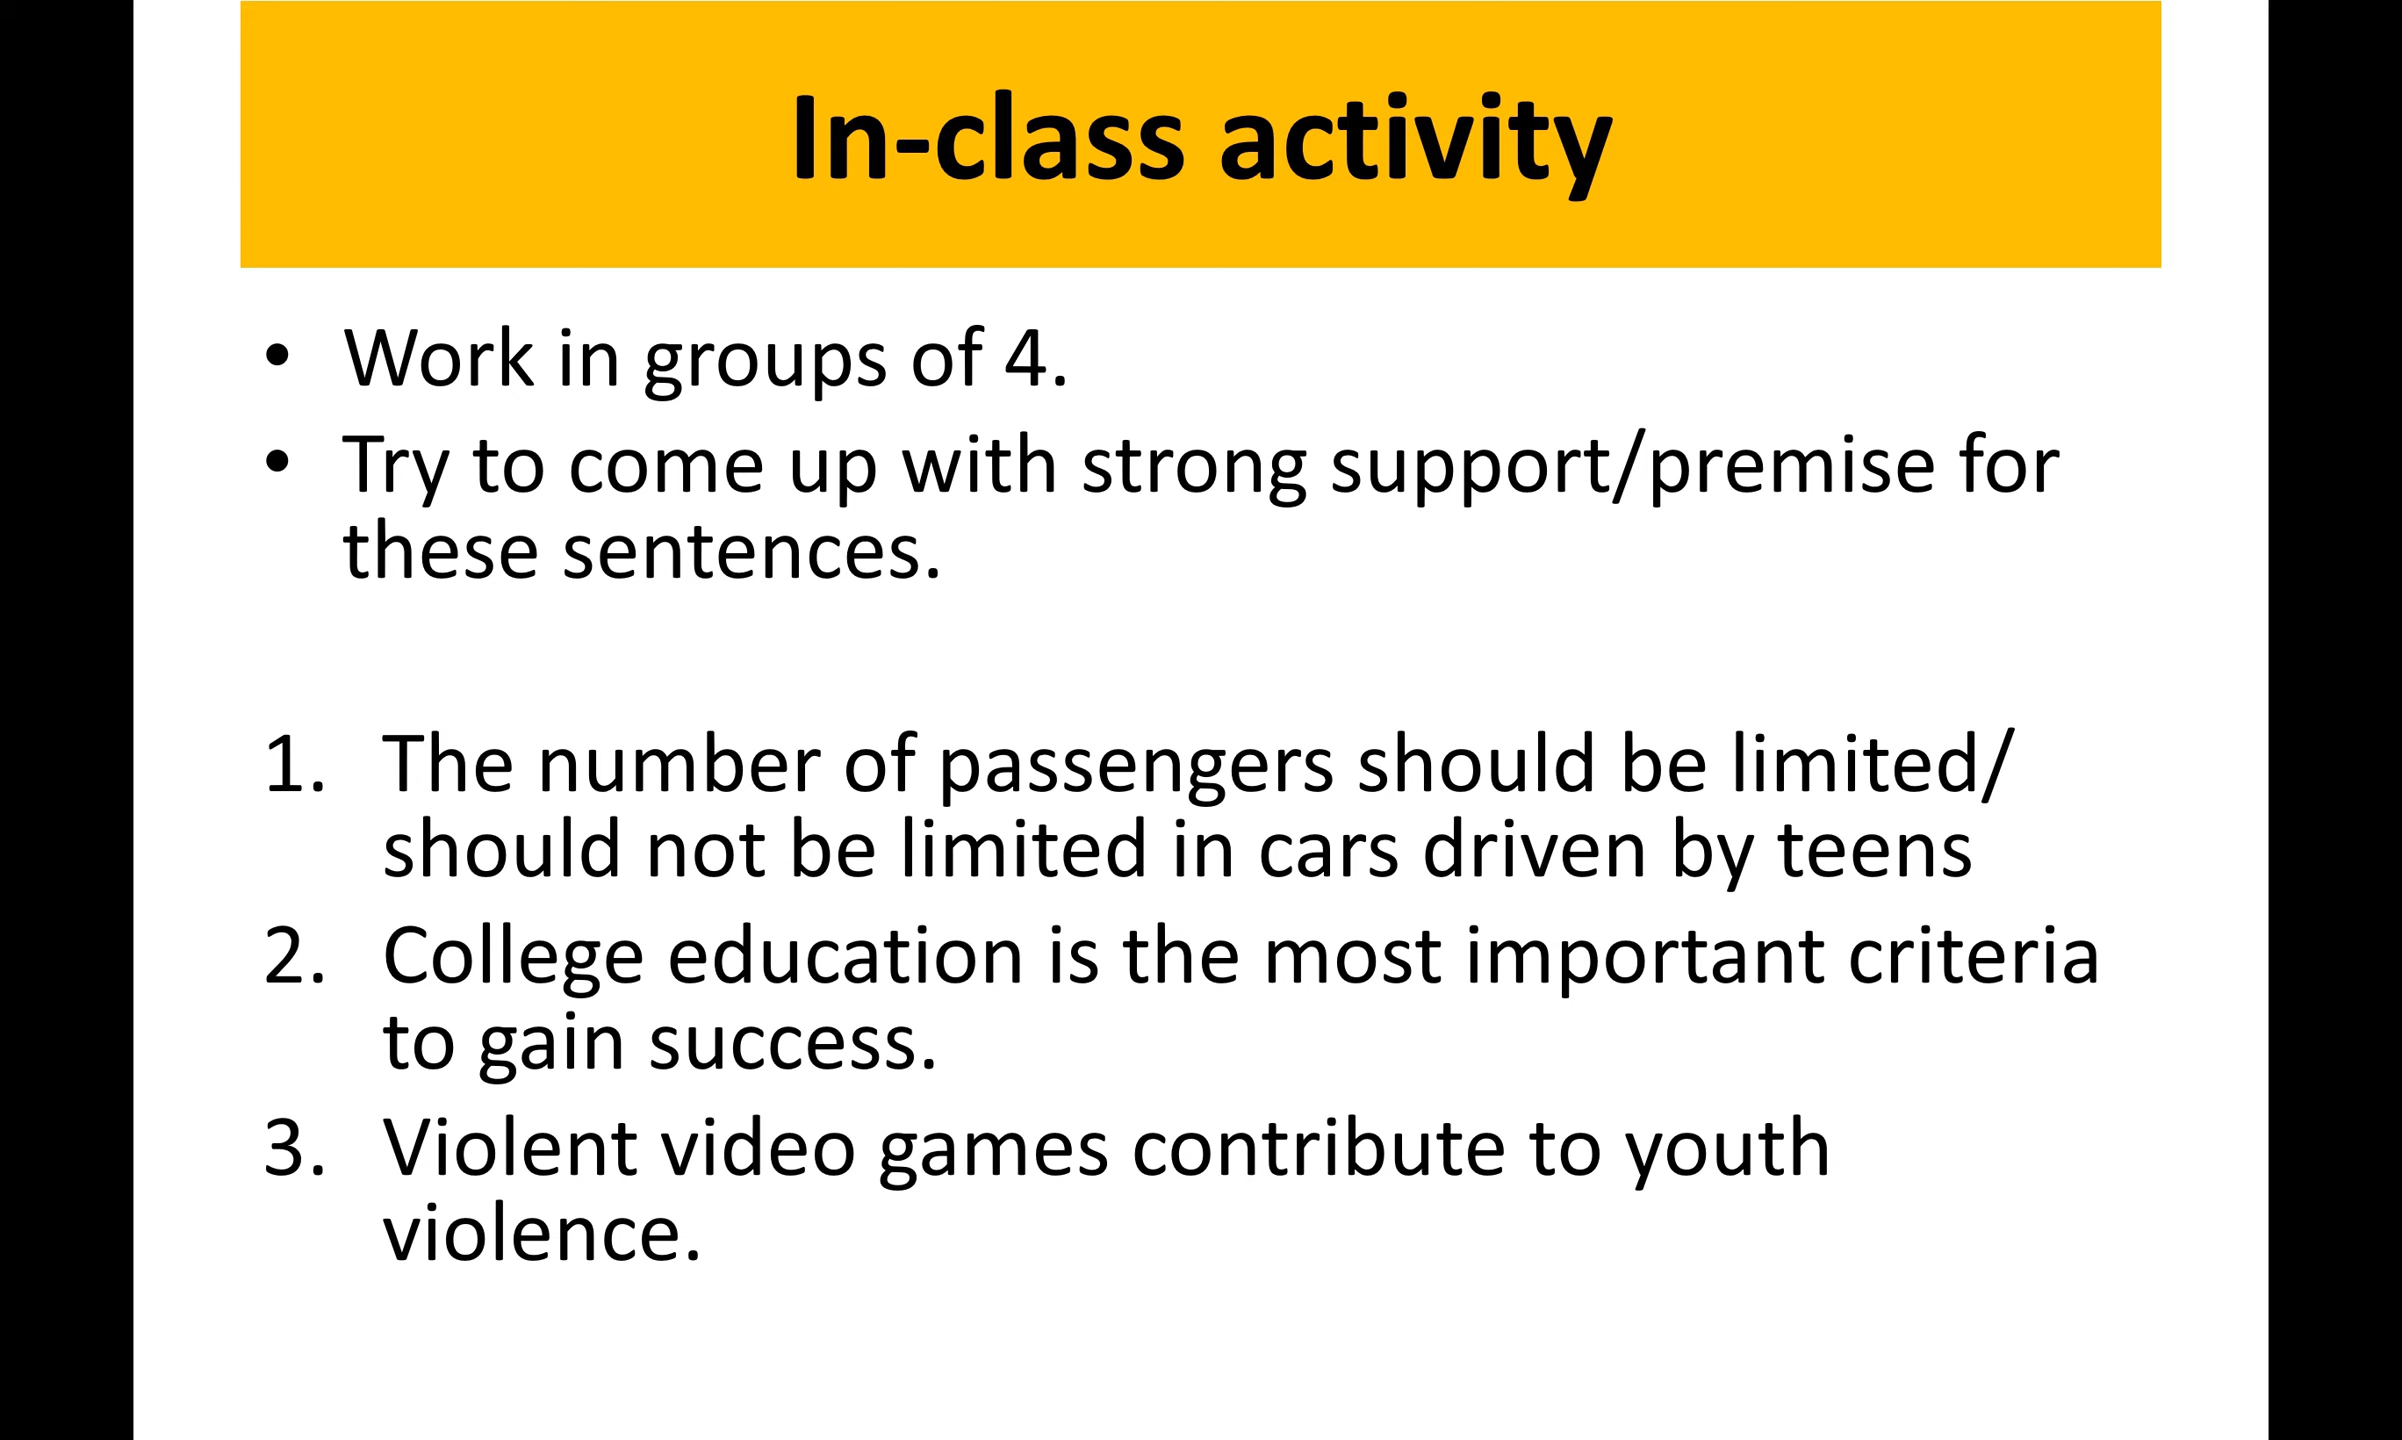 In-class activity
• Work in groups of 4.
• Try to come up with strong support/premise for
these sentences.
1. The number of passengers should be limited/
should not be limited in cars driven by teens
2. College education is the most important criteria
to gain success.
3. Violent video games contribute to youth
violence.